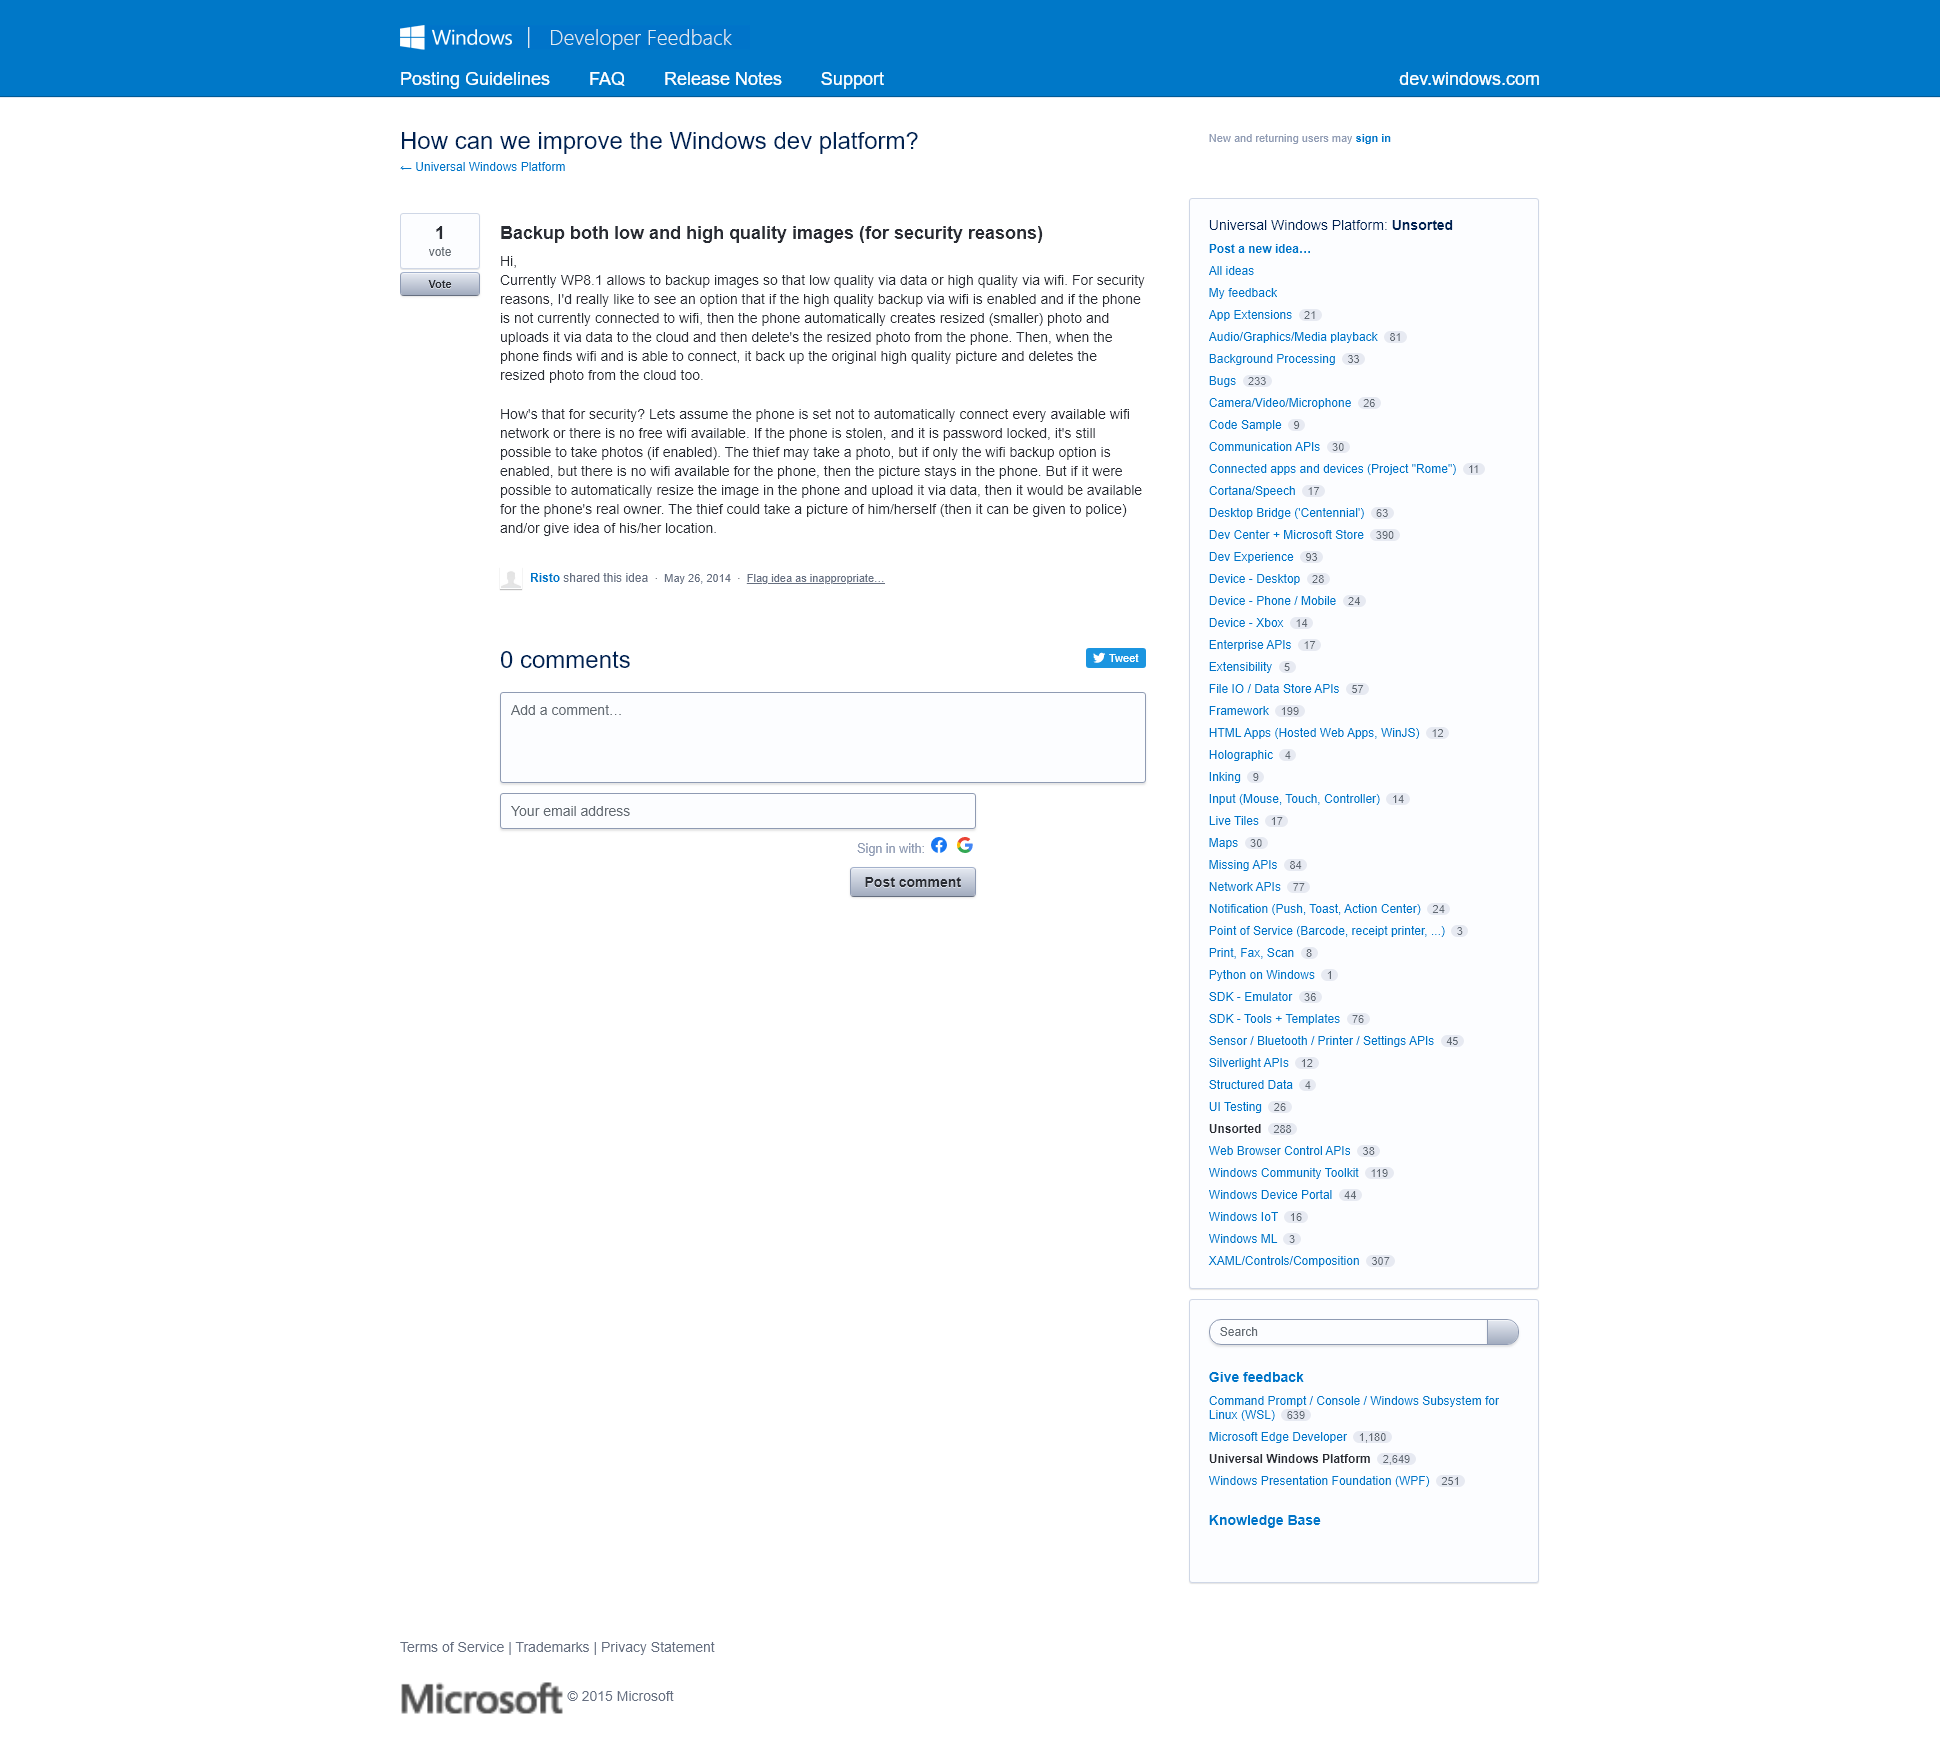 Windows | Developer Feedback
Posting Guidelines FAQ Release Notes Support dev.windows.com
How can we improve the Windows dev platform?
← Universal Windows Platform
New and returning users may sign in
1
vote
Vote
Backup both low and high quality images (for security reasons)
Hi,
Currently WP8.1 allows to backup images so that low quality via data or high quality via wifi. For security
reasons, I'd really like to see an option that if the high quality backup via wifi is enabled and if the phone
is not currently connected to wifi, then the phone automatically creates resized (smaller) photo and
uploads it via data to the cloud and then delete's the resized photo from the phone. Then, when the
phone finds wifi and is able to connect, it back up the original high quality picture and deletes the
resized photo from the cloud too.
How's that for security? Lets assume the phone is set not to automatically connect every available wifi
network or there is no free wifi available. If the phone is stolen, and it is password locked, it's still
possible to take photos (if enabled). The thief may take a photo, but if only the wifi backup option is
enabled, but there is no wifi available for the phone, then the picture stays in the phone. But if it were
possible to automatically resize the image in the phone and upload it via data, then it would be available
for the phone's real owner. The thief could take a picture of him/herself (then it can be given to police)
and/or give idea of his/her location.
Risto shared this idea · May 26, 2014 · Flag idea as inappropriate…
0 comments
Tweet
Add a comment…
Your email address
Sign in with:
Post comment
Universal Windows Platform: Unsorted
Post a new idea…
All ideas
My feedback
App Extensions 21
Audio/Graphics/Media playback 81
Background Processing 33
Bugs 233
Camera/Video/Microphone 26
Code Sample 9
Communication APIs 30
Connected apps and devices (Project "Rome") 11
Cortana/Speech 17
Desktop Bridge ('Centennial') 63
Dev Center + Microsoft Store 390
Dev Experience 93
Device - Desktop 28
Device - Phone / Mobile 24
Device - Xbox 14
Enterprise APIs 17
Extensibility 5
File IO / Data Store APIs 57
Framework 199
HTML Apps (Hosted Web Apps, WinJS) 12
Holographic 4
Inking 9
Input (Mouse, Touch, Controller) 14
Live Tiles 17
Maps 30
Missing APIs 84
Network APIs 77
Notification (Push, Toast, Action Center) 24
Point of Service (Barcode, receipt printer, ...) 3
Print, Fax, Scan 8
Python on Windows 1
SDK - Emulator 36
SDK - Tools + Templates 76
Sensor / Bluetooth / Printer / Settings APIs 45
Silverlight APIs 12
Structured Data 4
UI Testing 26
Unsorted 288
Web Browser Control APIs 38
Windows Community Toolkit 119
Windows Device Portal 44
Windows IoT 16
Windows ML 3
XAML/Controls/Composition 307
Search
Give feedback
Command Prompt / Console / Windows Subsystem for
Linux (WSL) 639
Microsoft Edge Developer 1,180
Universal Windows Platform 2,649
Windows Presentation Foundation (WPF) 251
Knowledge Base
Terms of Service | Trademarks | Privacy Statement
Microsoft © 2015 Microsoft